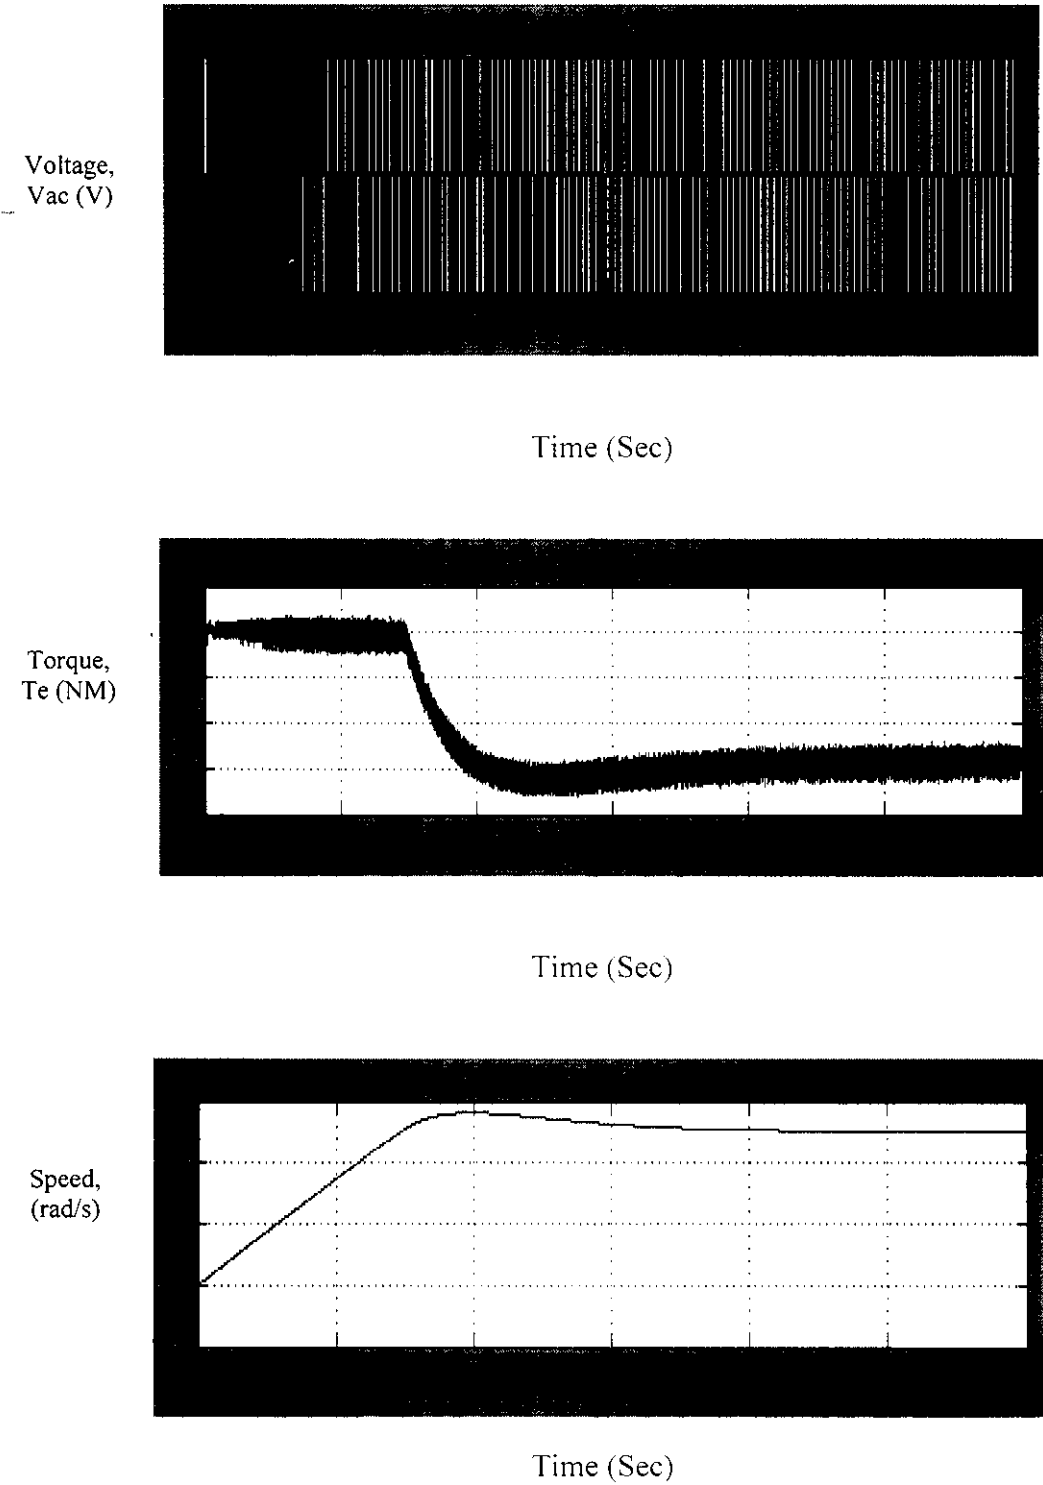 Voltage,
Vac (V)
Time (Sec)
Torque,
Te (NM)
Time (Sec)
Speed,
(rad/s)
Time (Sec)